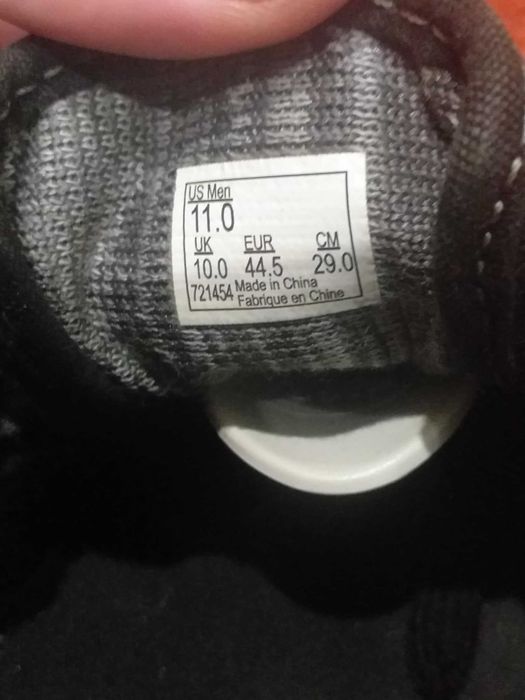 US Men
11.0
UK EUR CM
10.0 44.5 29.0
721454 Made in China
Fabrique en Chine